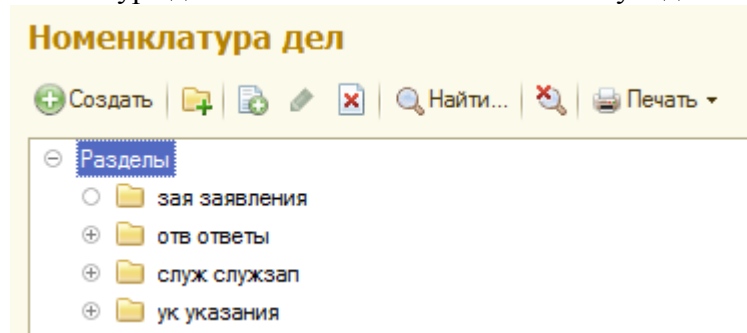 Номенклатура дел
Создать Найти... Печать
Разделы
зая заявления
отв ответы
служ служзап
ук указания